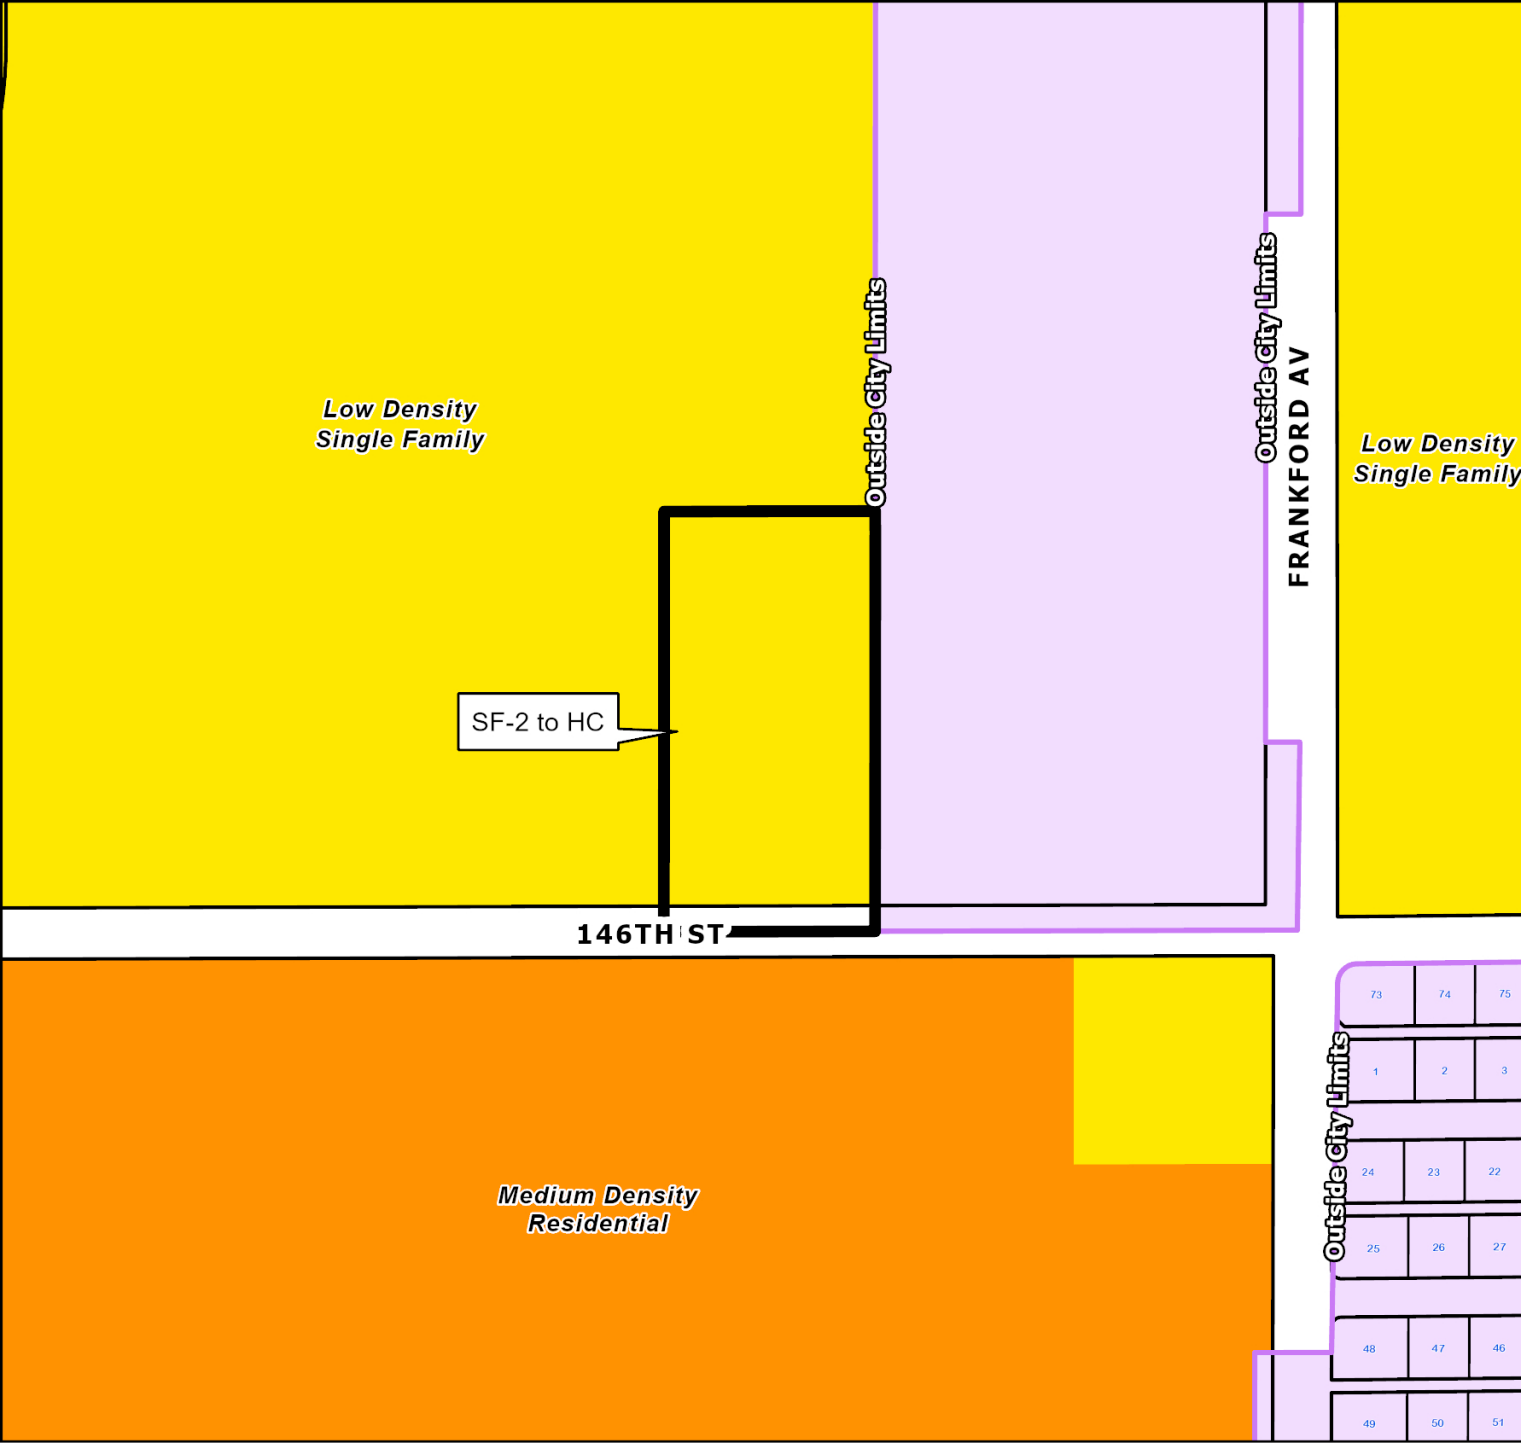 Outside City Limits
Outside City Limits
FRANKFORD AV
Low Density
Single Family
Low Density
Single Family
SF-2 to HC
146TH ST
73
74
75
1
2
3
Outside City Limits
24
23
22
25
26
27
48
47
46
49
50
51
Medium Density
Residential